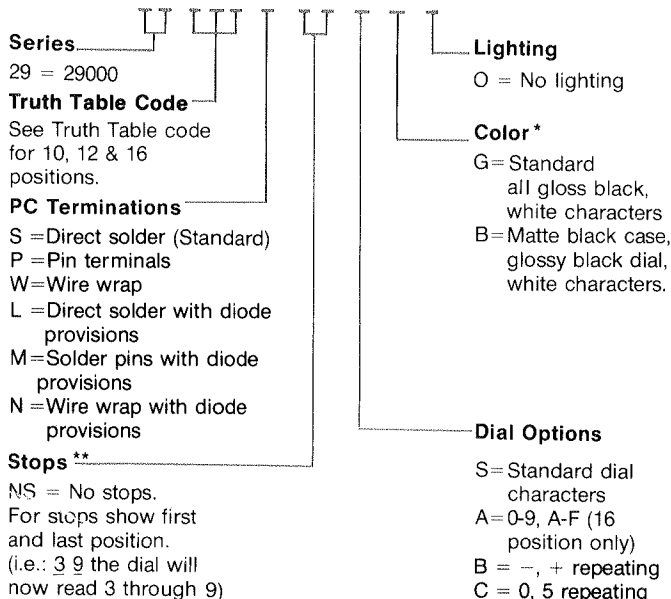 Series
29 = 29000
Truth Table Code
See Truth Table code
for 10, 12 & 16
positions.
PC Terminations
S =Direct solder (Standard)
P =Pin terminals
W=Wire wrap
L =Direct solder with diode
provisions
M=Solder pins with diode
provisions
N =Wire wrap with diode
provisions
Stops **
NS = No stops.
For stops show first
and last position.
(i.e.: 3 9 the dial will
now read 3 through 9)
Lighting
O = No lighting
Color *
G= Standard
all gloss black,
white characters
B=Matte black case,
glossy black dial,
white characters.
Dial Options
S=Standard dial
characters
A=0-9, A-F (16
position only)
B = −, + repeating
C = 0, 5 repeating